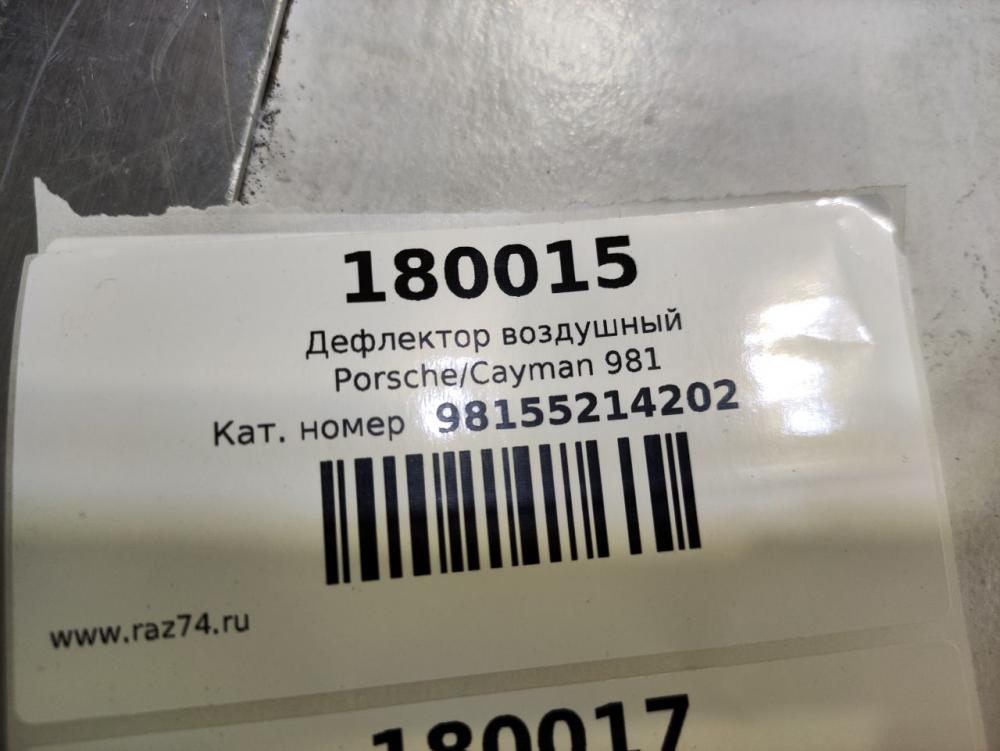 180015
Дефлектор воздушный
Porsche/Cayman 981
Кат. номер 98155214202
www.raz74.ru
180017